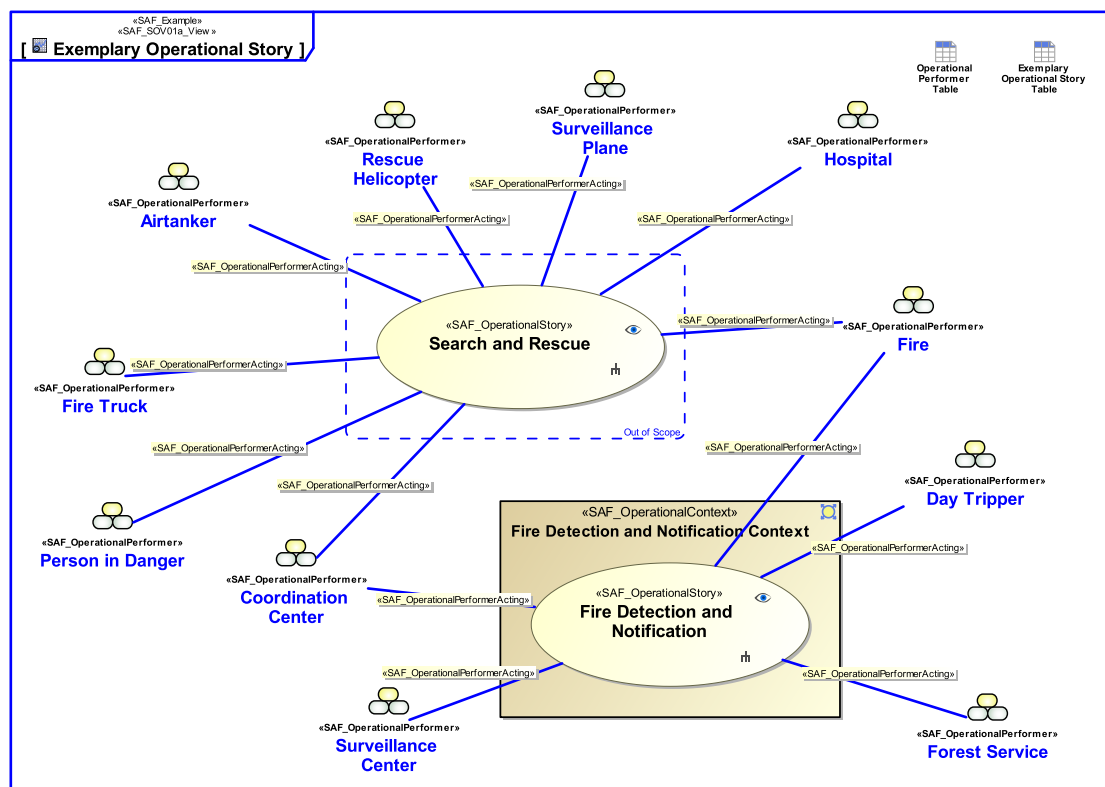 «SAF_Example»
«SAF_SOV01a_View»
[ Exemplary Operational Story ]
Operational
Performer
Table
Exemplary
Operational Story
Table
«SAF_OperationalPerformer»
Surveillance
Plane
«SAF_OperationalPerformer»
Rescue
Helicopter
«SAF_OperationalPerformer»
Hospital
«SAF_OperationalPerformer»
Airtanker
«SAF_OperationalPerformerActing»
«SAF_OperationalPerformerActing»
«SAF_OperationalPerformerActing»
«SAF_OperationalPerformerActing»
«SAF_OperationalStory»
Search and Rescue
Out of Scope
«SAF_OperationalPerformerActing»
«SAF_OperationalPerformer»
Fire
«SAF_OperationalPerformerActing»
«SAF_OperationalPerformer»
Fire Truck
«SAF_OperationalPerformerActing»
«SAF_OperationalPerformerActing»
«SAF_OperationalPerformerActing»
«SAF_OperationalPerformer»
Day Tripper
«SAF_OperationalPerformer»
Person in Danger
«SAF_OperationalContext»
Fire Detection and Notification Context
«SAF_OperationalPerformerActing»
«SAF_OperationalPerformer»
Coordination
Center
«SAF_OperationalPerformerActing»
«SAF_OperationalStory»
Fire Detection and
Notification
«SAF_OperationalPerformerActing»
«SAF_OperationalPerformerActing»
«SAF_OperationalPerformer»
Surveillance
Center
«SAF_OperationalPerformer»
Forest Service